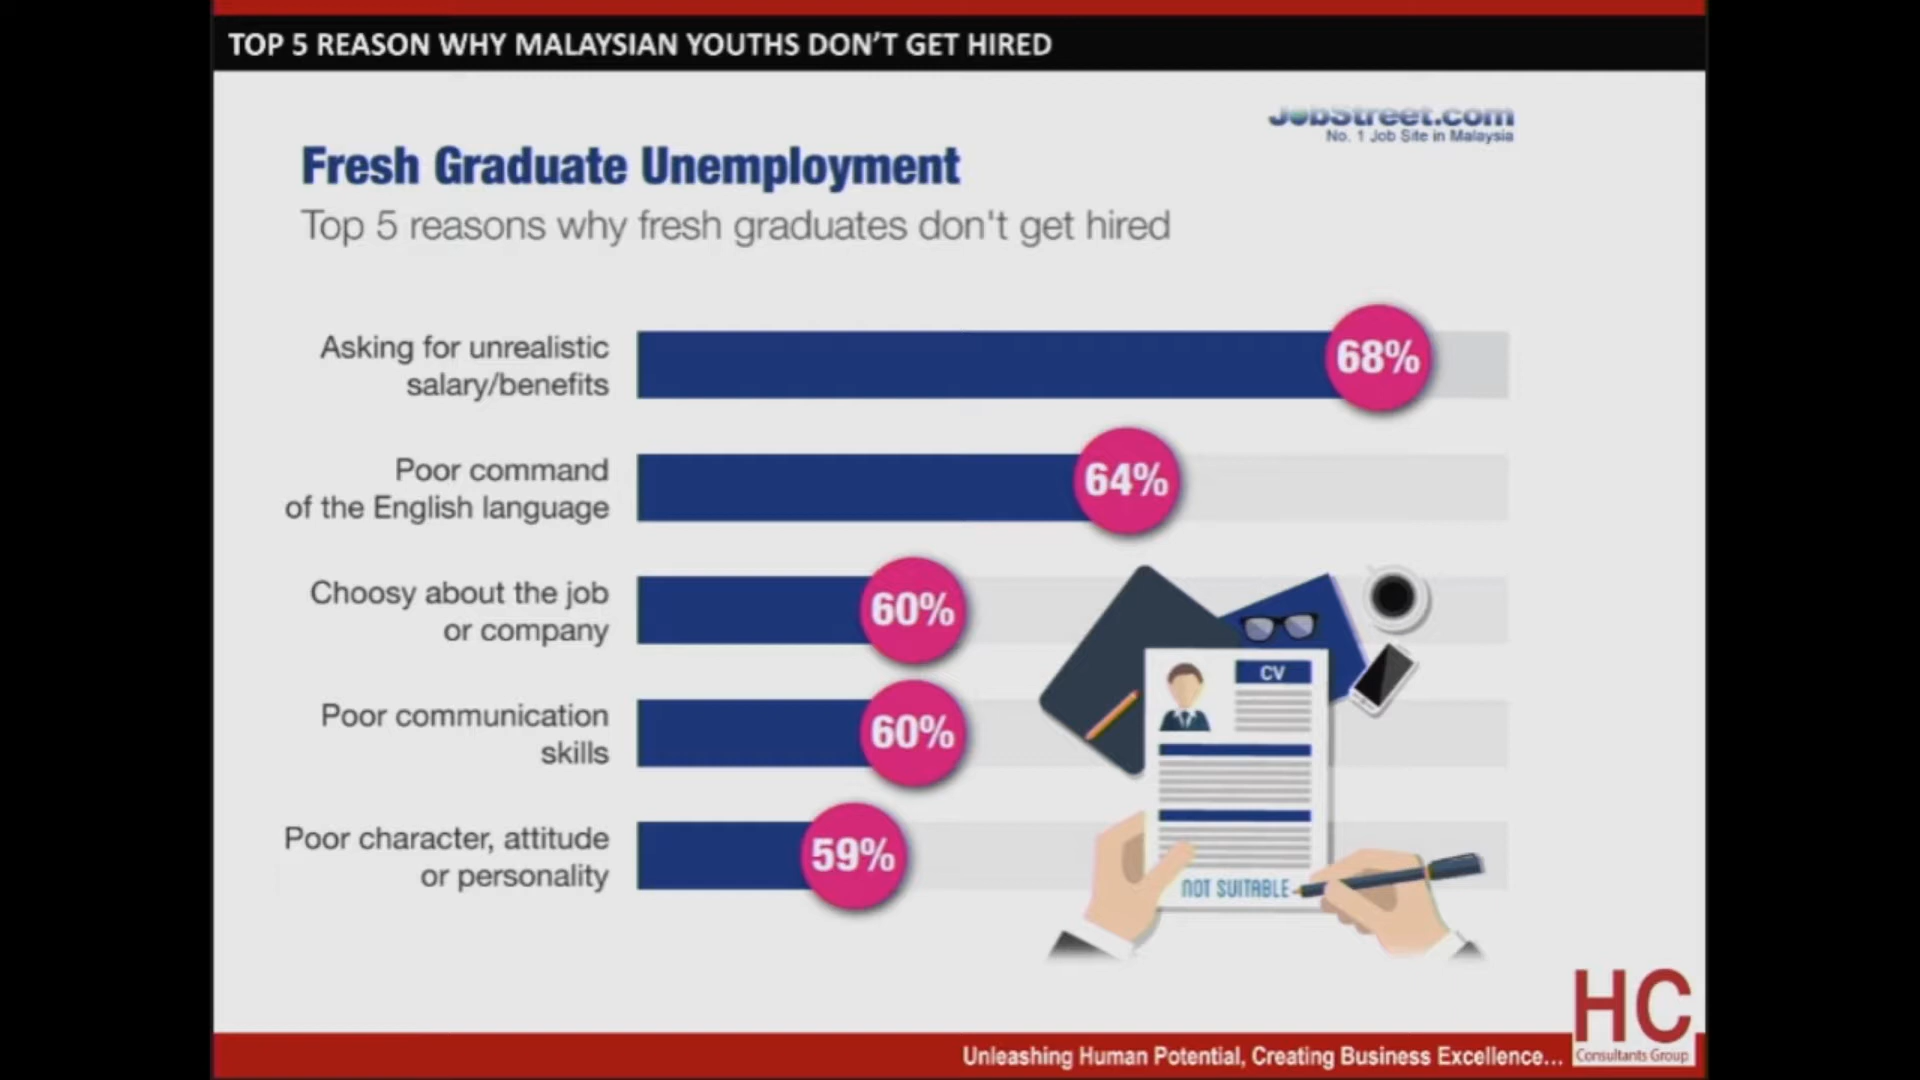 TOP 5 REASON WHY MALAYSIAN YOUTHS DON'T GET HIRED
JobStreet.com
No. 1 Job Site in Malaysia
Fresh Graduate Unemployment
Top 5 reasons why fresh graduates don't get hired
Asking for unrealistic
salary/benefits
68%
Poor command
of the English language
64%
Choosy about the job
or company
60%
Poor communication
skills
60%
Poor character, attitude
or personality
59%
CV
NOT SUITABLE
HC
Consultants Group
Unleashing Human Potential, Creating Business Excellence...